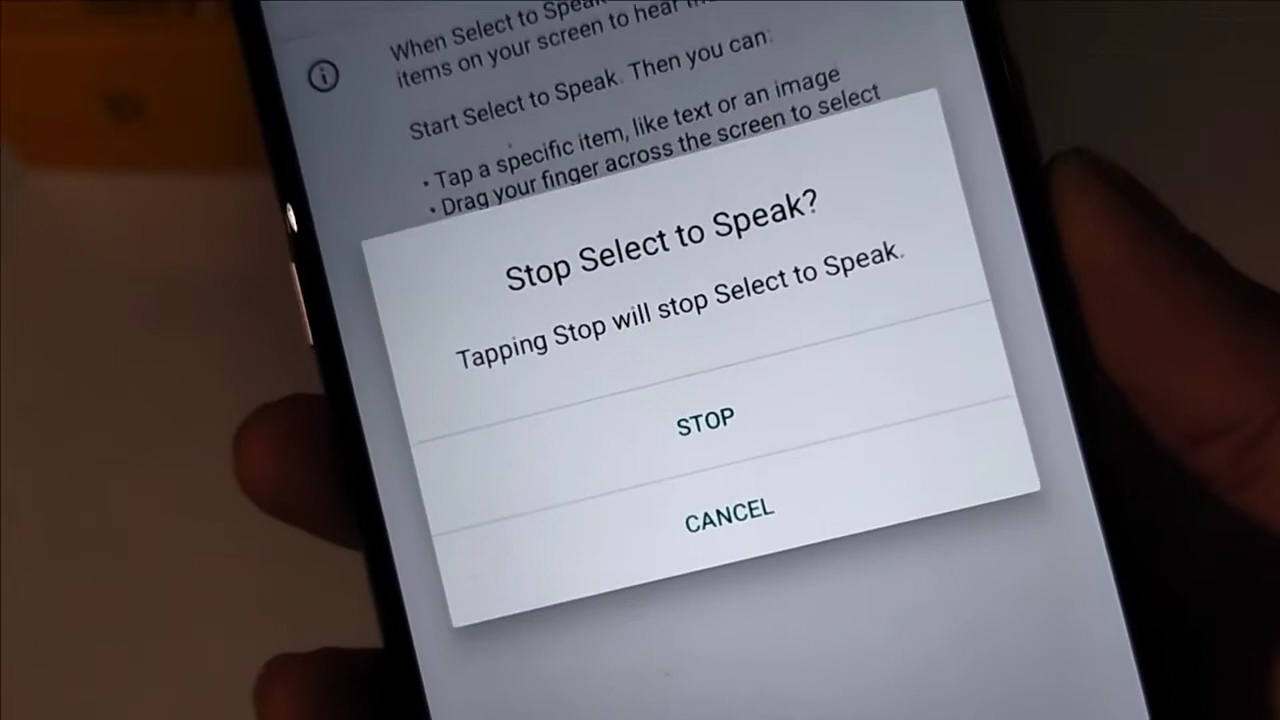 When Select to Speak
items on your screen to hear
Start Select to Speak. Then you can:
• Tap a specific item, like text or an image
• Drag your finger across the screen to select
Stop Select to Speak?
Tapping Stop will stop Select to Speak.
STOP
CANCEL